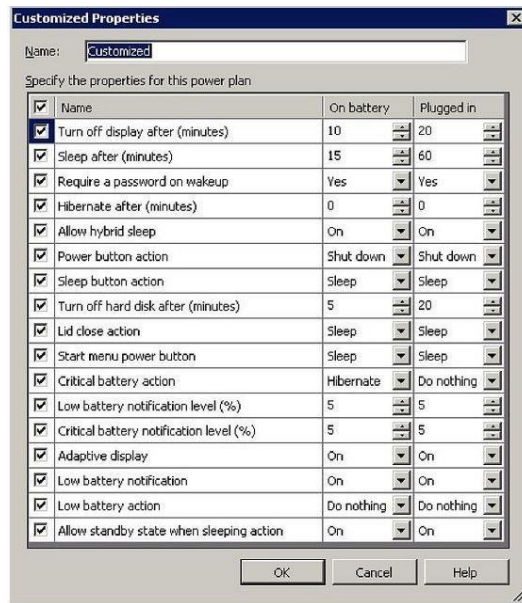 Customized Properties
Name: Customized
Specify the properties for this power plan
Name On battery Plugged in
Turn off display after (minutes) 10 20
Sleep after (minutes) 15 60
Require a password on wakeup Yes Yes
Hibernate after (minutes) 0 0
Allow hybrid sleep On On
Power button action Shut down Shut down
Sleep button action Sleep Sleep
Turn off hard disk after (minutes) 5 20
Lid close action Sleep Sleep
Start menu power button Sleep Sleep
Critical battery action Hibernate Do nothing
Low battery notification level (%) 5 5
Critical battery notification level (%) 5 5
Adaptive display On On
Low battery notification On On
Low battery action Do nothing Do nothing
Allow standby state when sleeping action On On
OK Cancel Help